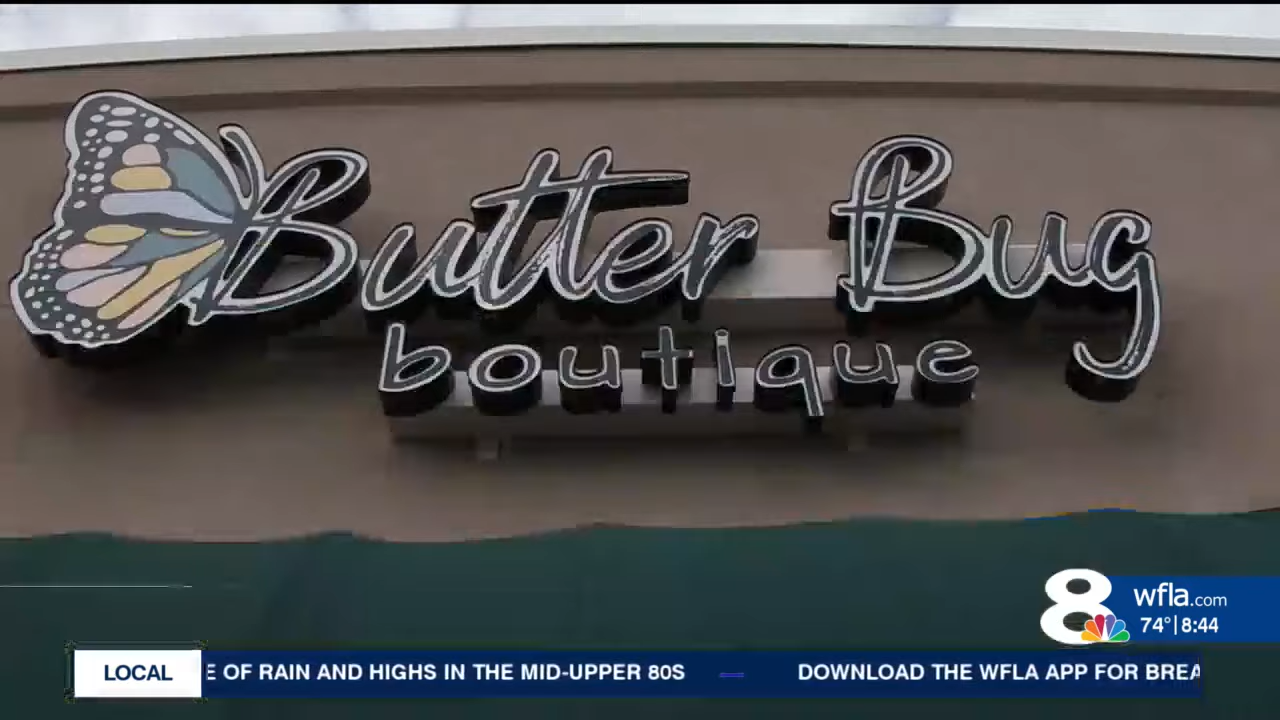 Butter Bug
boutique
8
wfla.com
74°|8:44
LOCAL
E OF RAIN AND HIGHS IN THE MID-UPPER 80S — DOWNLOAD THE WFLA APP FOR BREA